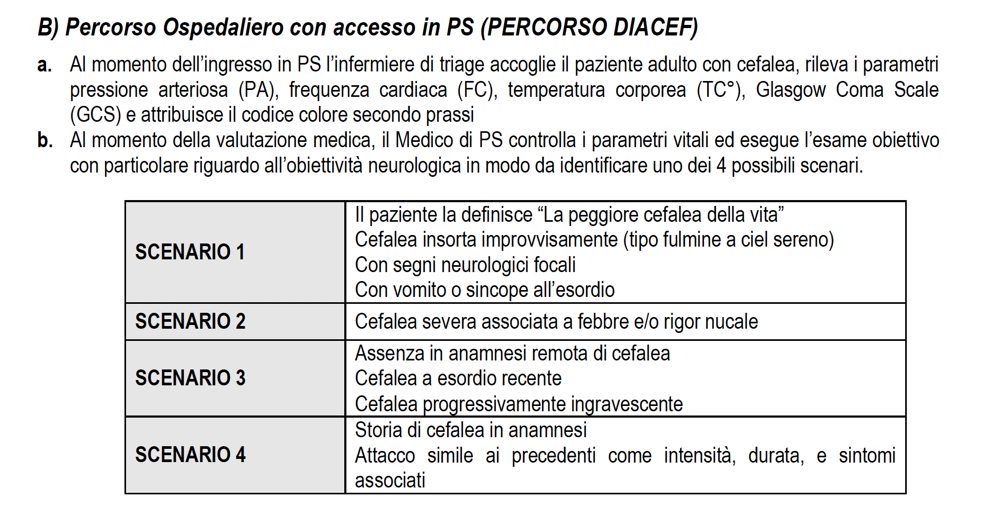 B) Percorso Ospedaliero con accesso in PS (PERCORSO DIACEF)
a. Al momento dell’ingresso in PS l’infermiere di triage accoglie il paziente adulto con cefalea, rileva i parametri
pressione arteriosa (PA), frequenza cardiaca (FC), temperatura corporea (TC°), Glasgow Coma Scale
(GCS) e attribuisce il codice colore secondo prassi
b. Al momento della valutazione medica, il Medico di PS controlla i parametri vitali ed esegue l’esame obiettivo
con particolare riguardo all’obiettività neurologica in modo da identificare uno dei 4 possibili scenari.
SCENARIO 1
Il paziente la definisce “La peggiore cefalea della vita”
Cefalea insorta improvvisamente (tipo fulmine a ciel sereno)
Con segni neurologici focali
Con vomito o sincope all’esordio
SCENARIO 2
Cefalea severa associata a febbre e/o rigor nucale
SCENARIO 3
Assenza in anamnesi remota di cefalea
Cefalea a esordio recente
Cefalea progressivamente ingravescente
SCENARIO 4
Storia di cefalea in anamnesi
Attacco simile ai precedenti come intensità, durata, e sintomi
associati